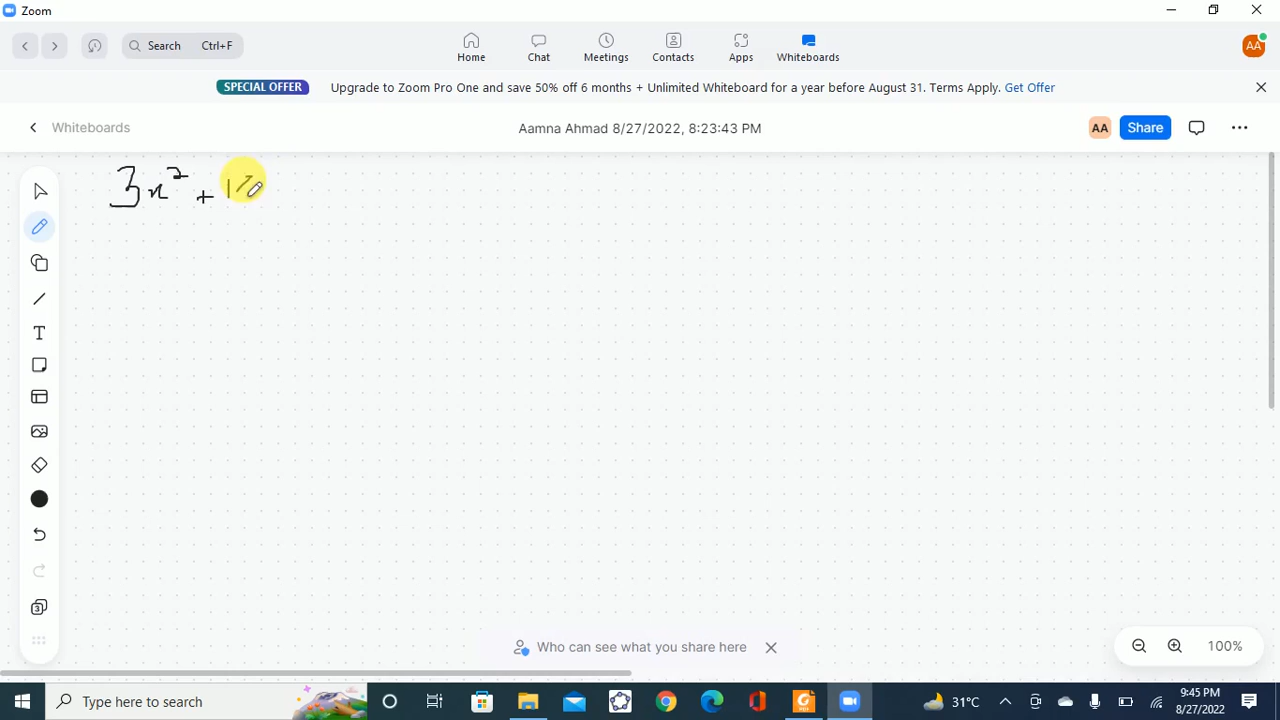 Zoom
Search Ctrl+F
Home Chat Meetings Contacts Apps Whiteboards
AA
SPECIAL OFFER Upgrade to Zoom Pro One and save 50% off 6 months + Unlimited Whiteboard for a year before August 31. Terms Apply. Get Offer
Whiteboards Aamna Ahmad 8/27/2022, 8:23:43 PM AA Share
3x² +
T
3
Who can see what you share here
100%
Type here to search
31°C
9:45 PM
8/27/2022